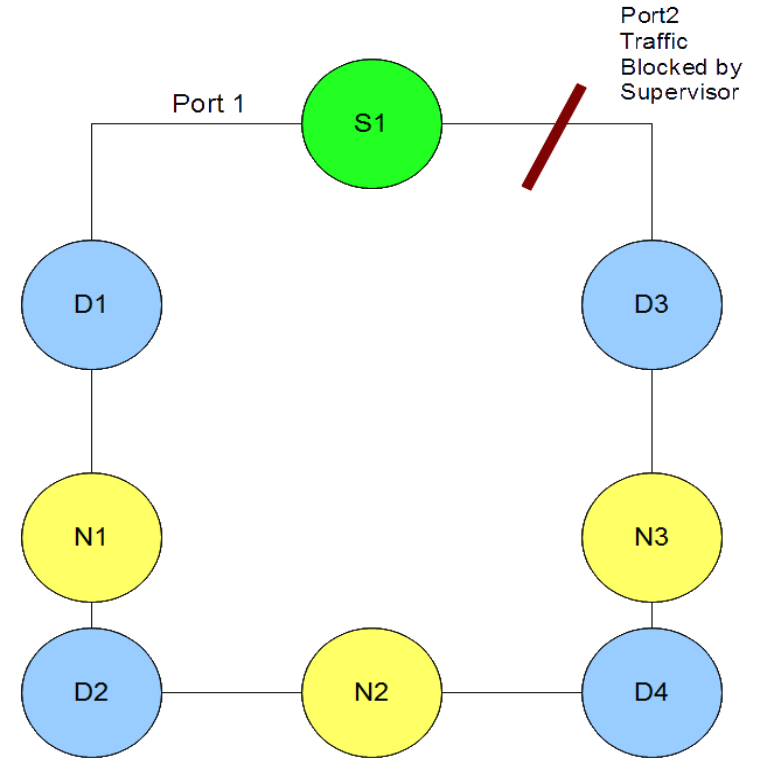 Port2
Traffic
Blocked by
Supervisor
Port 1
S1
D1
D3
N1
N3
D2
N2
D4